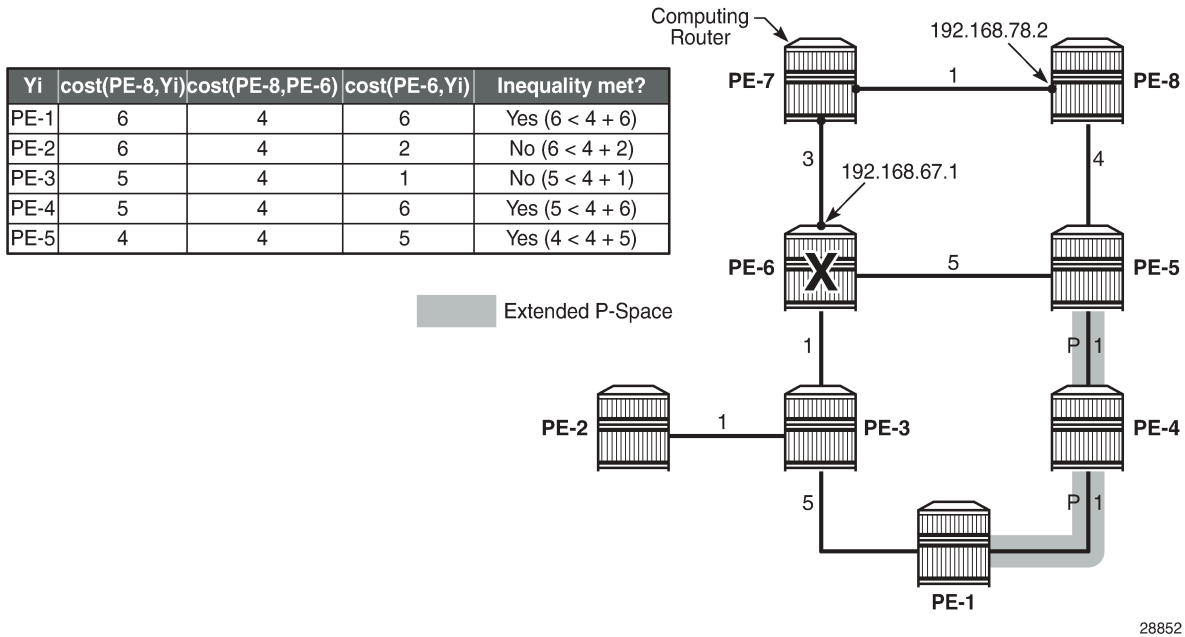 Computing
Router
192.168.78.2
PE-7
1
PE-8
Yi cost(PE-8,Yi) cost(PE-8,PE-6) cost(PE-6,Yi) Inequality met?
PE-1 6 4 6 Yes (6 < 4 + 6)
PE-2 6 4 2 No (6 < 4 + 2)
PE-3 5 4 1 No (5 < 4 + 1)
PE-4 5 4 6 Yes (5 < 4 + 6)
PE-5 4 4 5 Yes (4 < 4 + 5)
3
4
192.168.67.1
PE-6
X
5
PE-5
Extended P-Space
1
P 1
PE-2
1
PE-3
PE-4
5
P 1
PE-1
28852